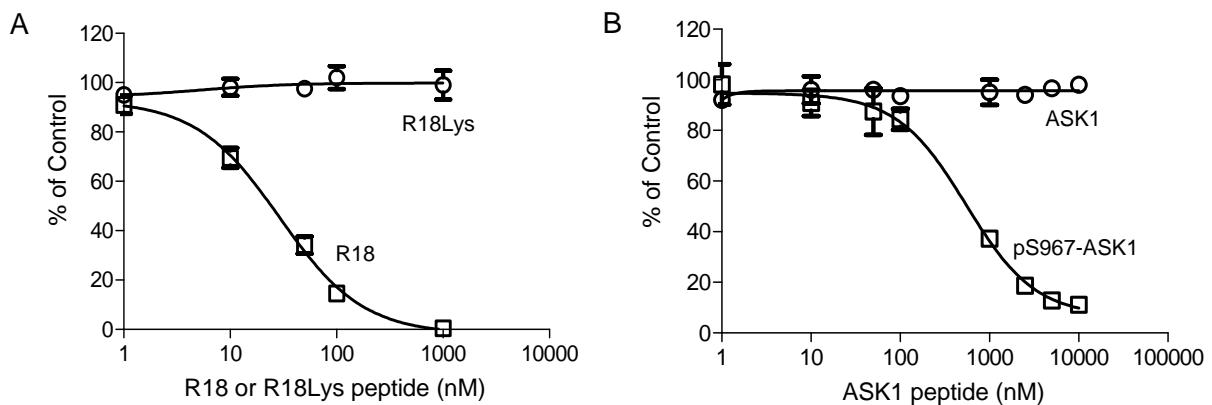 A
% of Control
120
100
80
60
40
20
0
R18Lys
R18
1
10
100
1000
10000
R18 or R18Lys peptide (nM)
B
% of Control
120
100
80
60
40
20
0
ASK1
pS967-ASK1
1
10
100
1000
10000
100000
ASK1 peptide (nM)